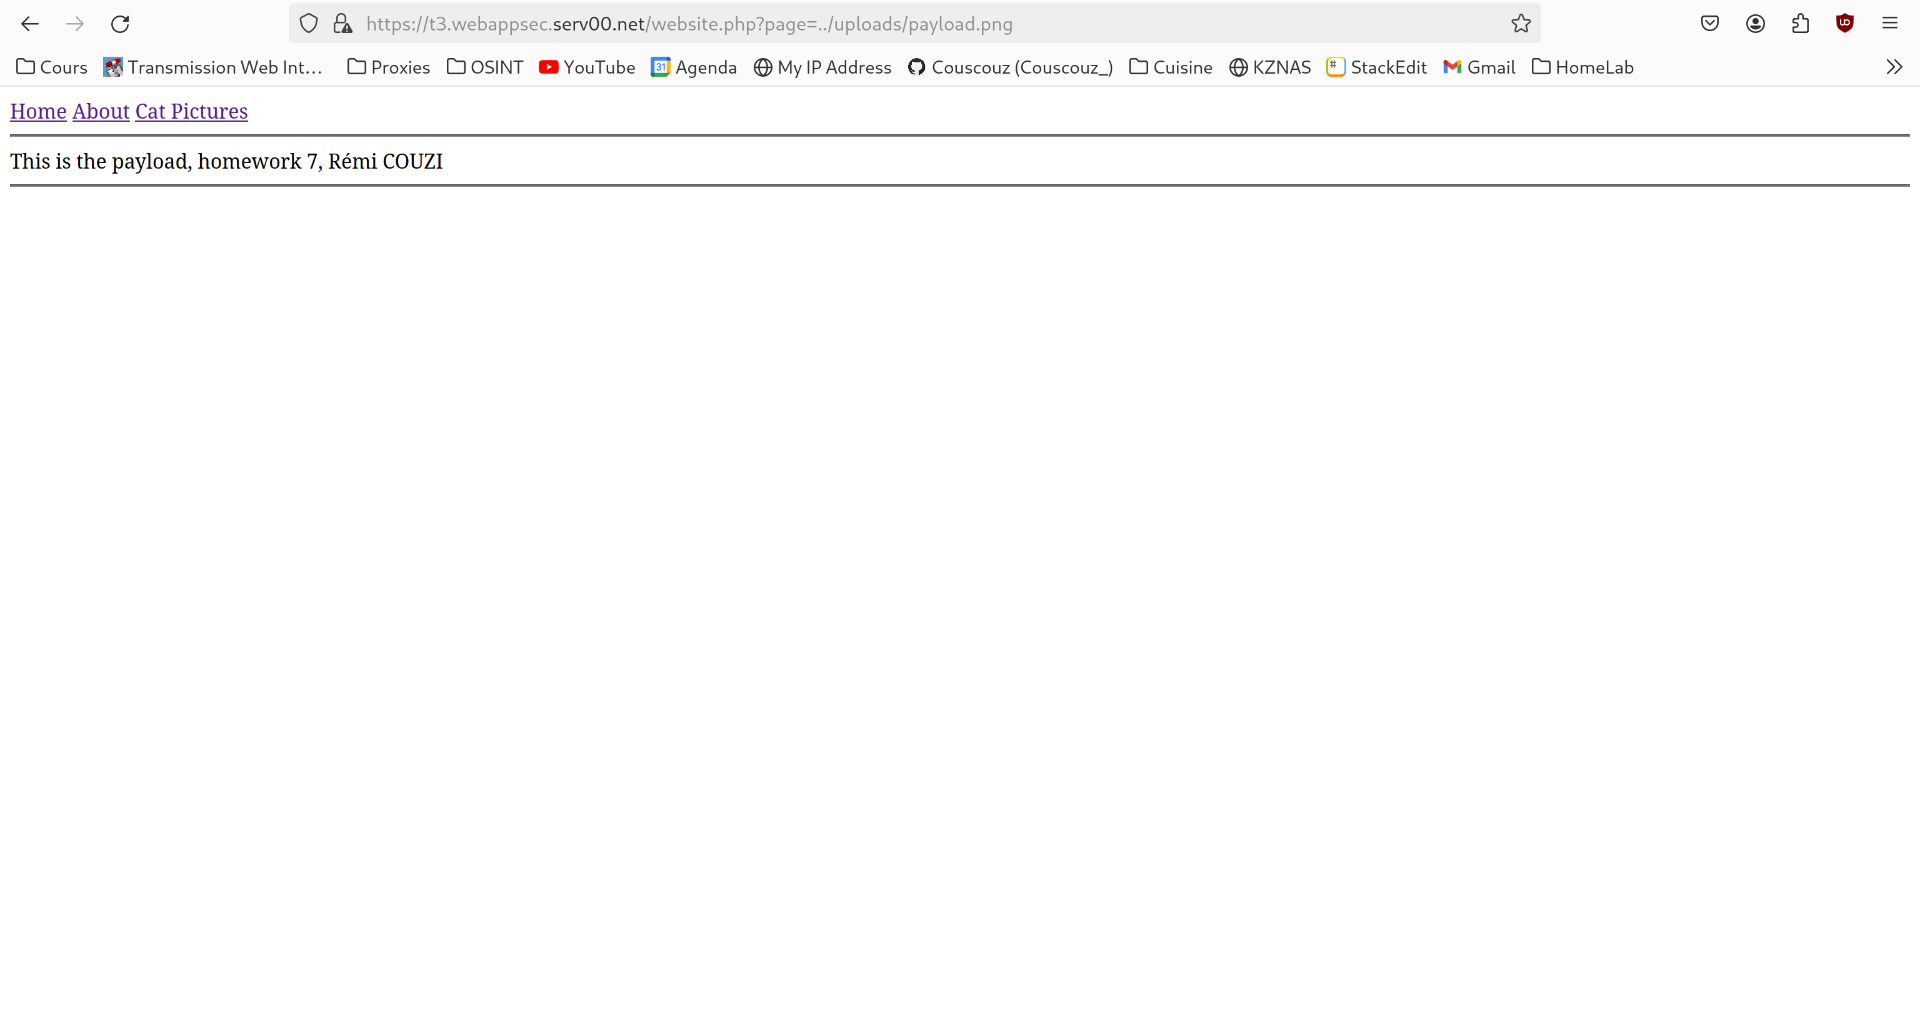 https://t3.webappsec.serv00.net/website.php?page=../uploads/payload.png
Cours Transmission Web Int... Proxies OSINT YouTube 31 Agenda My IP Address Couscouz (Couscouz_) Cuisine KZNAS # StackEdit Gmail HomeLab
Home About Cat Pictures
This is the payload, homework 7, Rémi COUZI